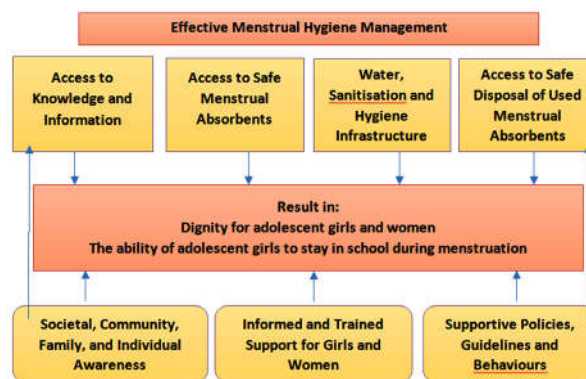 Effective Menstrual Hygiene Management
Access to
Knowledge and
Information
Access to Safe
Menstrual
Absorbents
Water,
Sanitisation and
Hygiene
Infrastructure
Access to Safe
Disposal of Used
Menstrual
Absorbents
Result in:
Dignity for adolescent girls and women
The ability of adolescent girls to stay in school during menstruation
Societal, Community,
Family, and Individual
Awareness
Informed and Trained
Support for Girls and
Women
Supportive Policies,
Guidelines and
Behaviours